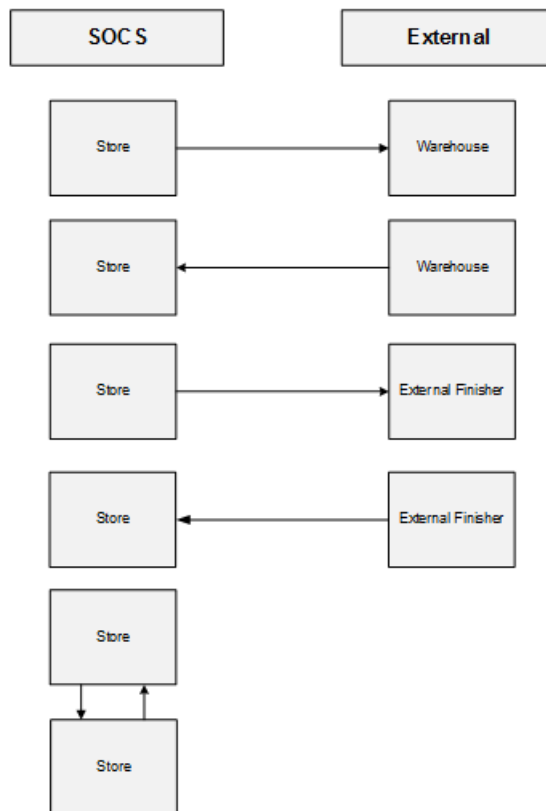 SOCS
External
Store
Warehouse
Store
Warehouse
Store
External Finisher
Store
External Finisher
Store
Store